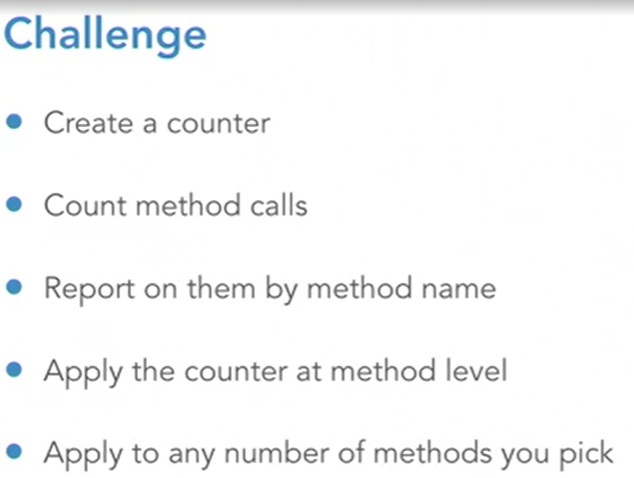 Challenge
Create a counter
Count method calls
Report on them by method name
Apply the counter at method level
Apply to any number of methods you pick